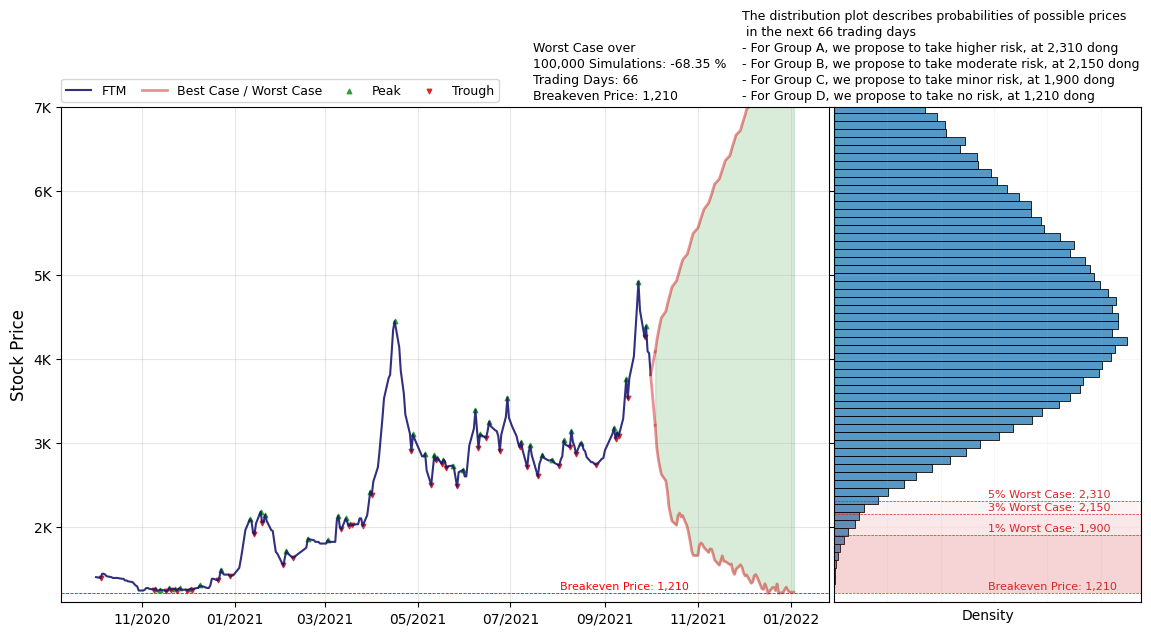 The distribution plot describes probabilities of possible prices
in the next 66 trading days
- For Group A, we propose to take higher risk, at 2,310 dong
- For Group B, we propose to take moderate risk, at 2,150 dong
- For Group C, we propose to take minor risk, at 1,900 dong
- For Group D, we propose to take no risk, at 1,210 dong
Worst Case over
100,000 Simulations: -68.35 %
Trading Days: 66
Breakeven Price: 1,210
FTM
Best Case / Worst Case
Peak
Trough
Stock Price
7K
6K
5K
4K
3K
2K
Breakeven Price: 1,210
11/2020
01/2021
03/2021
05/2021
07/2021
09/2021
11/2021
01/2022
5% Worst Case: 2,310
3% Worst Case: 2,150
1% Worst Case: 1,900
Breakeven Price: 1,210
Density